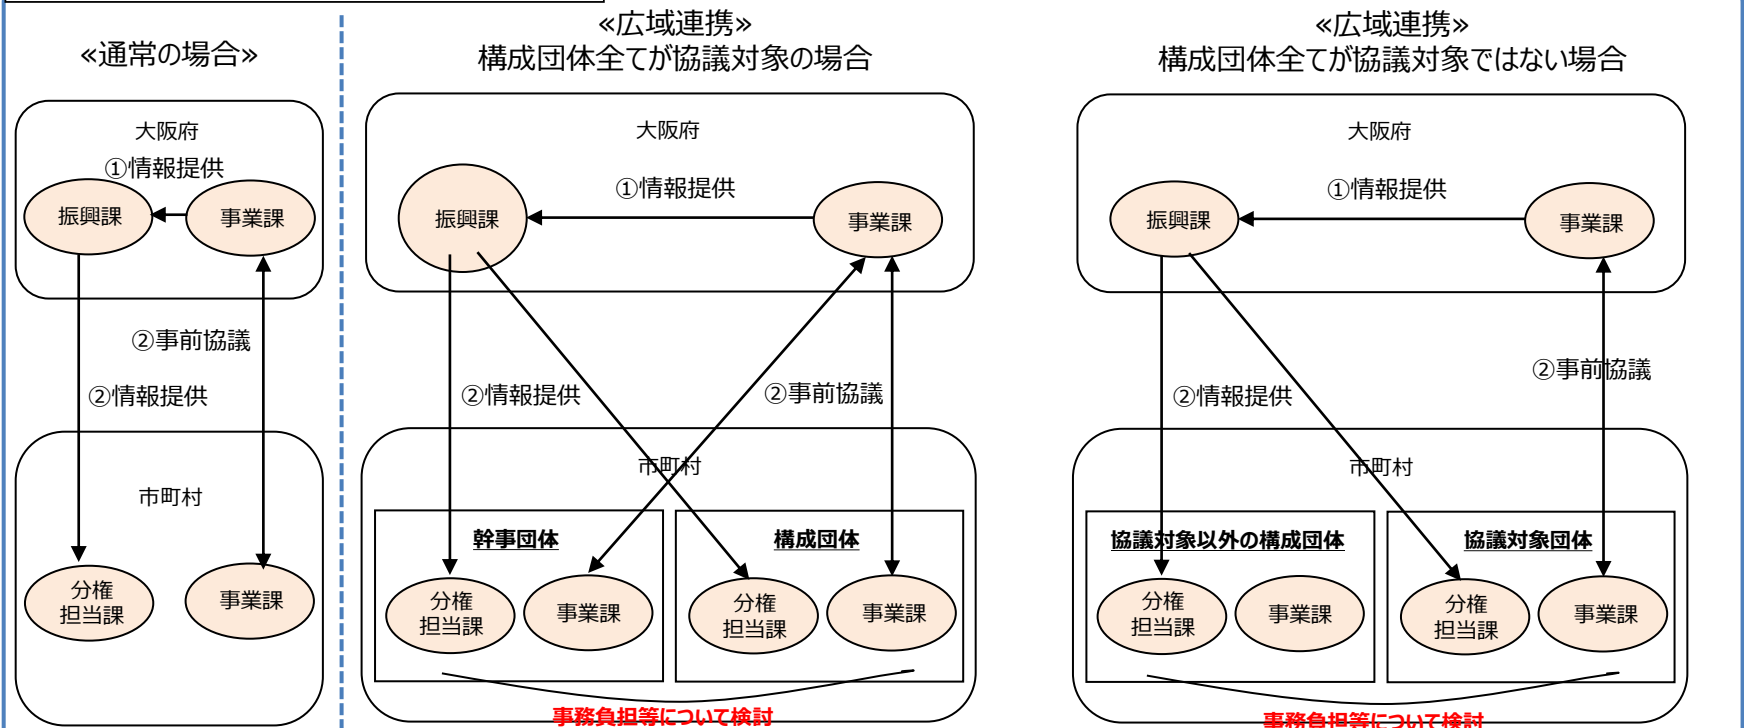 «通常の場合»
大阪府
①情報提供
振興課
事業課
②事前協議
②情報提供
市町村
分権
担当課
事業課
«広域連携»
構成団体全てが協議対象の場合
大阪府
①情報提供
振興課
事業課
②情報提供
②事前協議
市町村
幹事団体
構成団体
分権
担当課
事業課
分権
担当課
事業課
事務負担等について検討
«広域連携»
構成団体全てが協議対象ではない場合
大阪府
①情報提供
振興課
事業課
②事前協議
②情報提供
市町村
協議対象以外の構成団体
協議対象団体
分権
担当課
事業課
分権
担当課
事業課
事務負担等について検討